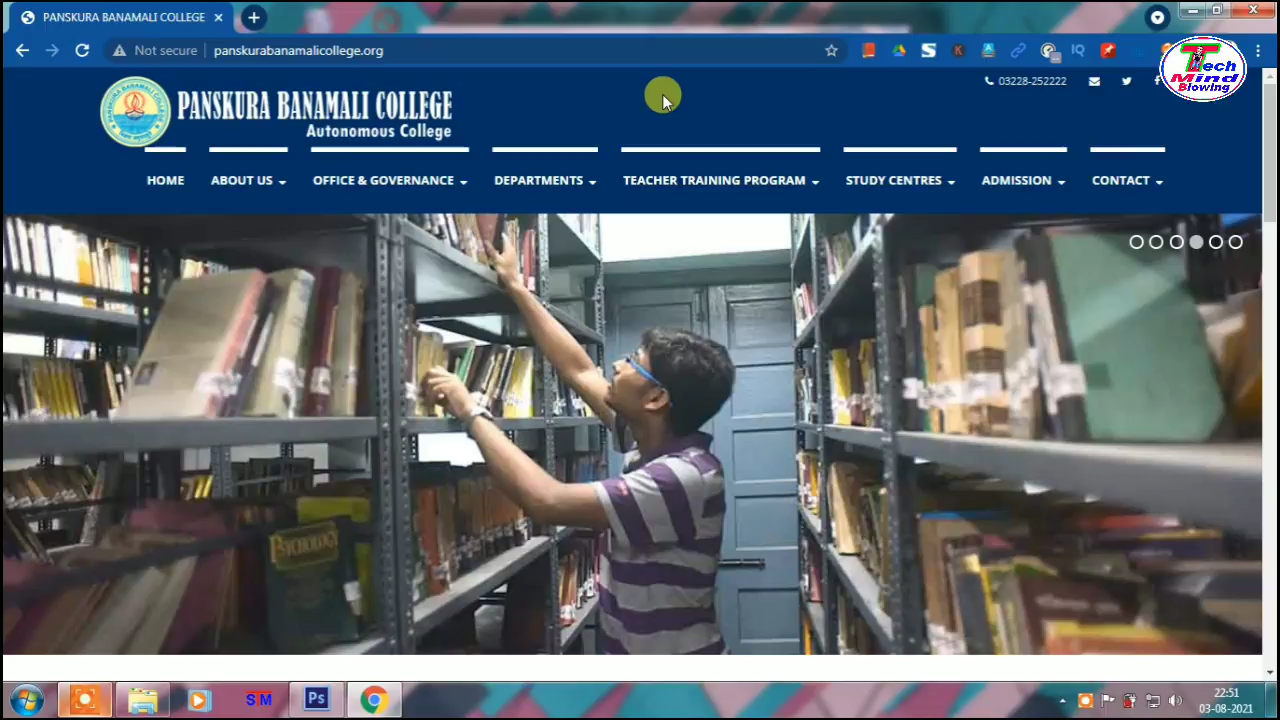 PANSKURA BANAMALI COLLEGE
Not secure
panskurabanamalicollege.org
IQ
Tech
Mind
Blowing
03228-252222
PANSKURA BANAMALI COLLEGE
Autonomous College
HOME
ABOUT US
OFFICE & GOVERNANCE
DEPARTMENTS
TEACHER TRAINING PROGRAM
STUDY CENTRES
ADMISSION
CONTACT
PSYCHOLOGY
SM
Ps
22:51
03-08-2021